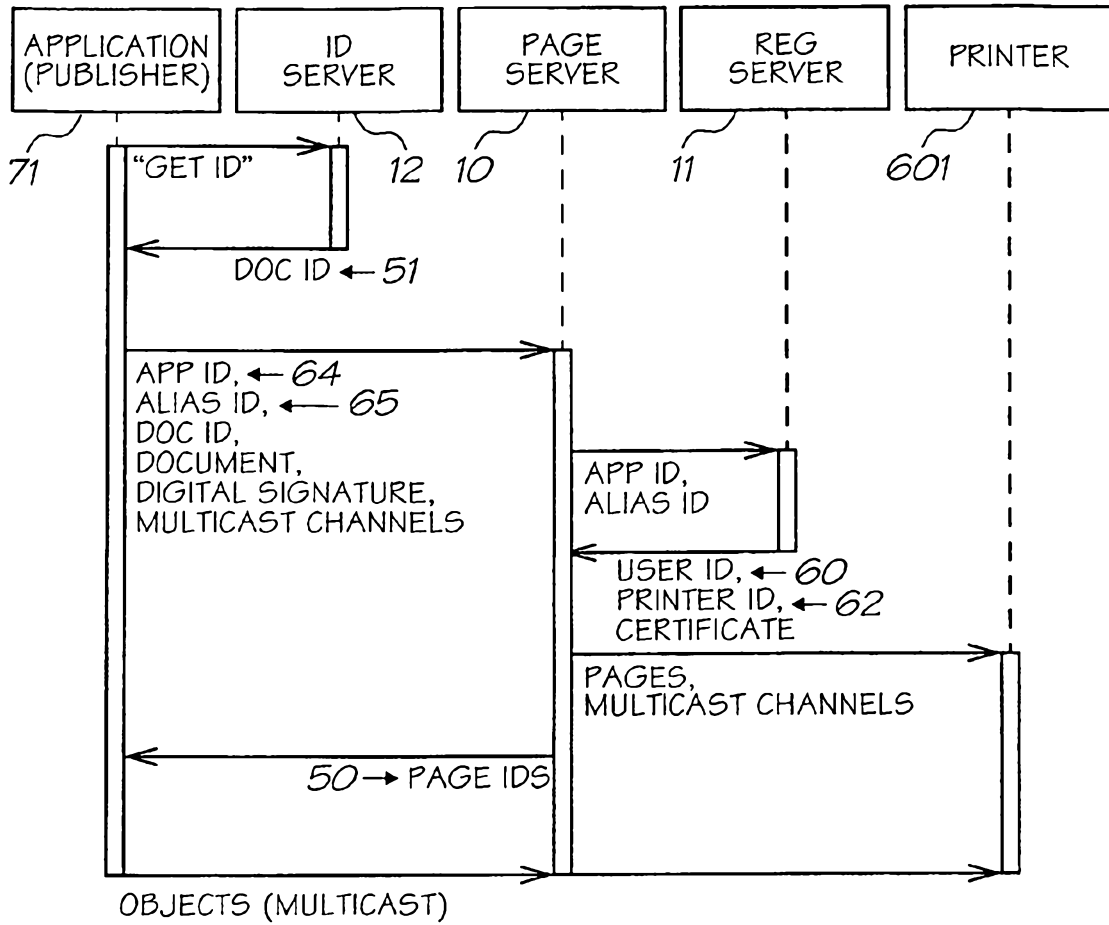 APPLICATION
(PUBLISHER)
ID
SERVER
PAGE
SERVER
REG
SERVER
PRINTER
71
12
10
11
601
"GET ID"
DOC ID ← 51
APP ID, ← 64
ALIAS ID, ← 65
DOC ID,
DOCUMENT,
DIGITAL SIGNATURE,
MULTICAST CHANNELS
APP ID,
ALIAS ID
USER ID, ← 60
PRINTER ID, ← 62
CERTIFICATE
PAGES,
MULTICAST CHANNELS
50 → PAGE IDS
OBJECTS (MULTICAST)